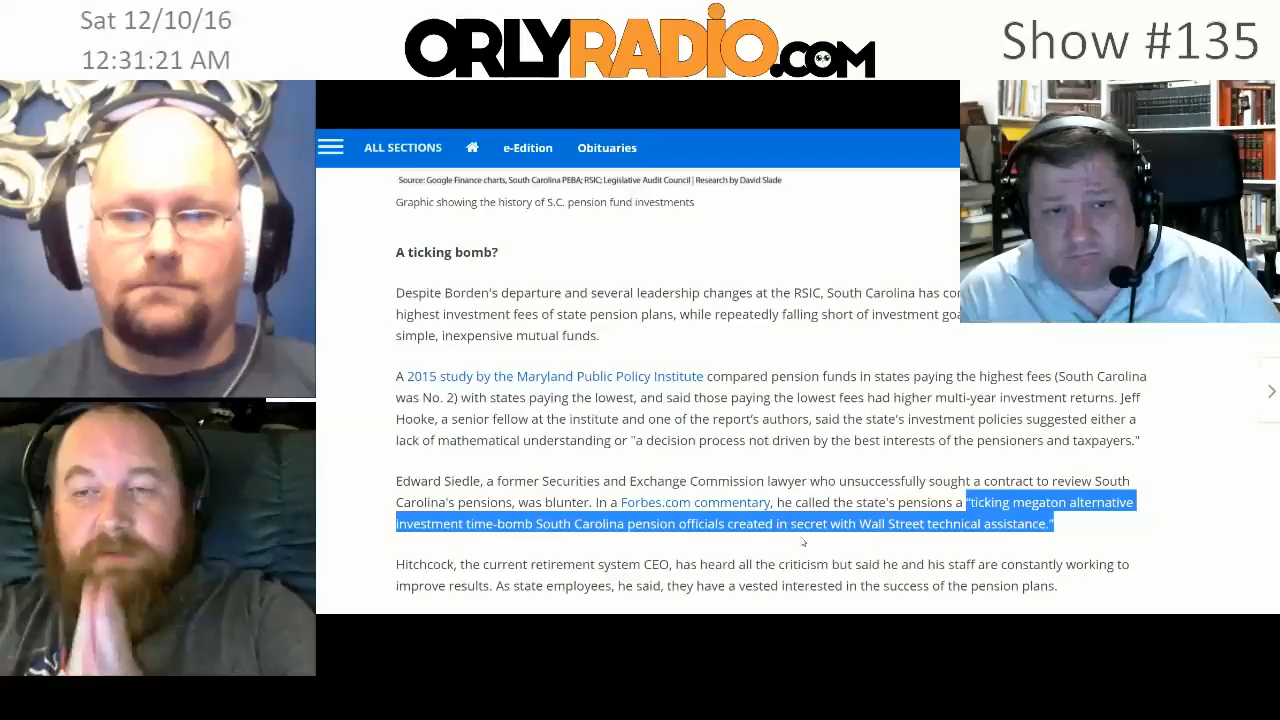 Sat 12/10/16
12:31:21 AM
ORLYRADiO.COM
Show #135
ALL SECTIONS e-Edition Obituaries
Source: Google Finance charts, South Carolina PEBA; RSIC; Legislative Audit Council | Research by David Slade
Graphic showing the history of S.C. pension fund investments
A ticking bomb?
Despite Borden's departure and several leadership changes at the RSIC, South Carolina has
highest investment fees of state pension plans, while repeatedly falling short of investment
simple, inexpensive mutual funds.
A 2015 study by the Maryland Public Policy Institute compared pension funds in states paying the highest fees (South Carolina
was No. 2) with states paying the lowest, and said those paying the lowest fees had higher multi-year investment returns. Jeff
Hooke, a senior fellow at the institute and one of the report's authors, said the state's investment policies suggested either a
lack of mathematical understanding or "a decision process not driven by the best interests of the pensioners and taxpayers."
Edward Siedle, a former Securities and Exchange Commission lawyer who unsuccessfully sought a contract to review South
Carolina's pensions, was blunter. In a Forbes.com commentary, he called the state's pensions a “ticking megaton alternative
investment time-bomb South Carolina pension officials created in secret with Wall Street technical assistance.”
Hitchcock, the current retirement system CEO, has heard all the criticism but said he and his staff are constantly working to
improve results. As state employees, he said, they have a vested interested in the success of the pension plans.